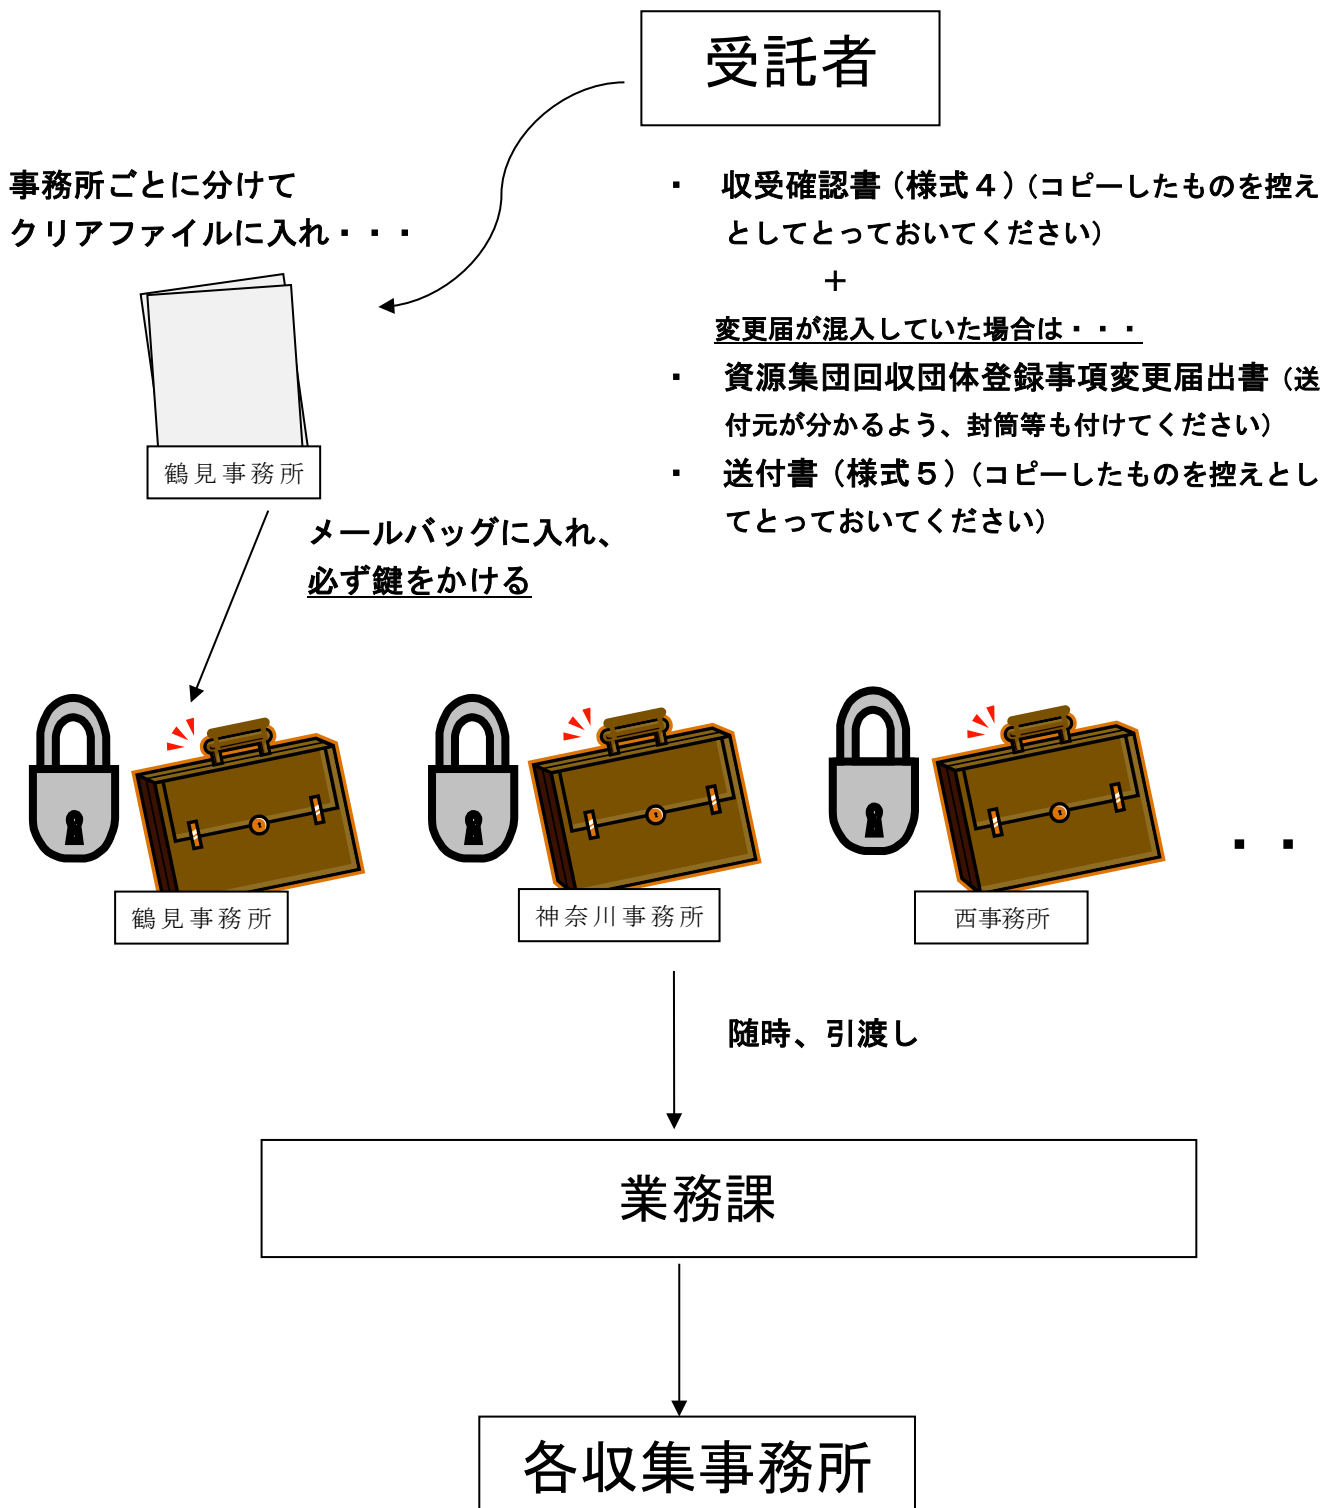 受託者
事務所ごとに分けて
クリアファイルに入れ・・・
・ 収受確認書（様式４）（コピーしたものを控え
としてとっておいてください）
＋
変更届が混入していた場合は・・・
・ 資源集団回収団体登録事項変更届出書（送
付元が分かるよう、封筒等も付けてください）
・ 送付書（様式５）（コピーしたものを控えとし
てとっておいてください）
鶴見事務所
メールバッグに入れ、
必ず鍵をかける
・・
鶴見事務所
神奈川事務所
西事務所
随時、引渡し
業務課
各収集事務所